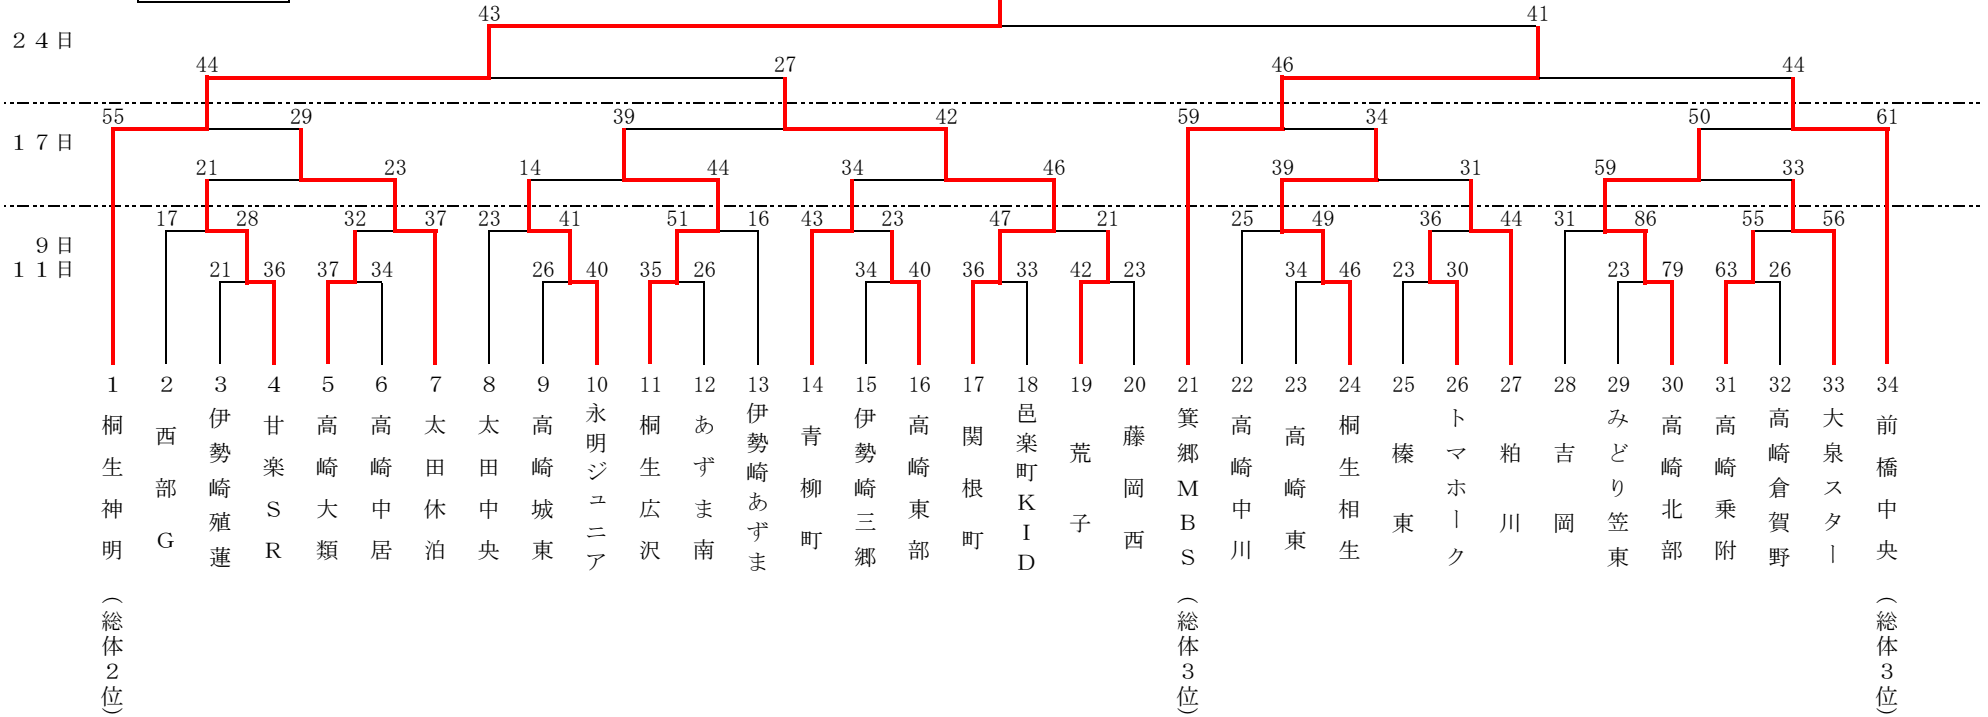 43 41
２４日
44 27 46 44
55 29 39 42 59 34 50 61
１７日
21 23 14 44 34 46 39 31 59 33
17 28 32 37 23 41 51 16 43 23 47 21 25 49 36 44 31 86 55 56
９日
１１日
21 36 37 34 26 40 35 26 34 40 36 33 42 23 34 46 23 30 23 79 63 26
1 2 3 4 5 6 7 8 9 10 11 12 13 14 15 16 17 18 19 20 21 22 23 24 25 26 27 28 29 30 31 32 33 34
桐生神明（総体２位）
西部Ｇ
伊勢崎殖蓮
甘楽ＳＲ
高崎大類
高崎中居
太田休泊
太田中央
高崎城東
永明ジュニア
桐生広沢
あずま南
伊勢崎あずま
青柳町
伊勢崎三郷
高崎東部
関根町
邑楽町ＫＩＤ
荒子
藤岡西
箕郷ＭＢＳ（総体３位）
高崎中川
高崎東
桐生相生
榛東
トマホーク
粕川
吉岡
みどり笠東
高崎北部
高崎乗附
高崎倉賀野
大泉スター
前橋中央（総体３位）